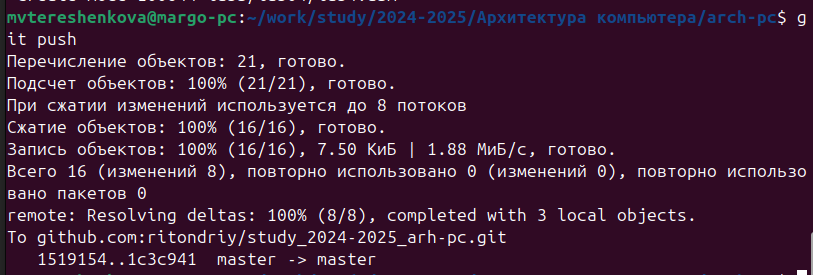 mvtereshenkova@margo-pc:~/work/study/2024-2025/Архитектура компьютера/arch-pc$ g
it push
Перечисление объектов: 21, готово.
Подсчет объектов: 100% (21/21), готово.
При сжатии изменений используется до 8 потоков
Сжатие объектов: 100% (16/16), готово.
Запись объектов: 100% (16/16), 7.50 КиБ | 1.88 МиБ/с, готово.
Всего 16 (изменений 8), повторно использовано 0 (изменений 0), повторно использо
вано пакетов 0
remote: Resolving deltas: 100% (8/8), completed with 3 local objects.
To github.com:ritondriy/study_2024-2025_arh-pc.git
   1519154..1c3c941  master -> master